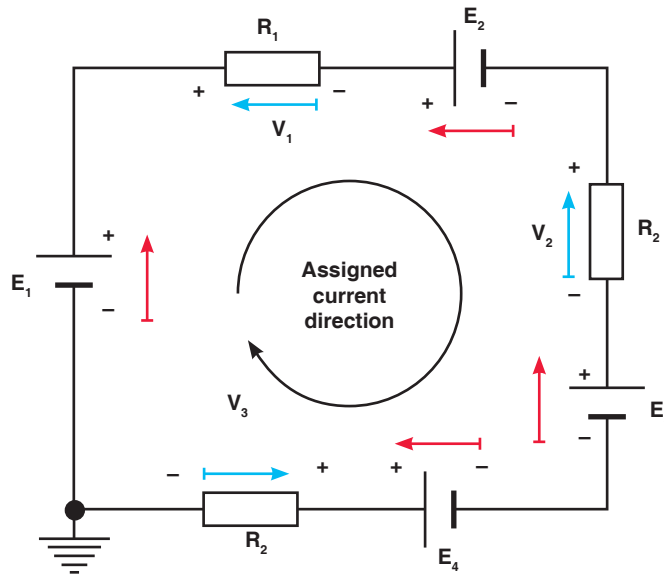 E₂
R₁
+ − + −
V₁
+
V₂ R₂
−
+
E₁
−
Assigned
current
direction
V₃
+
E
−
− + + −
R₂
E₄